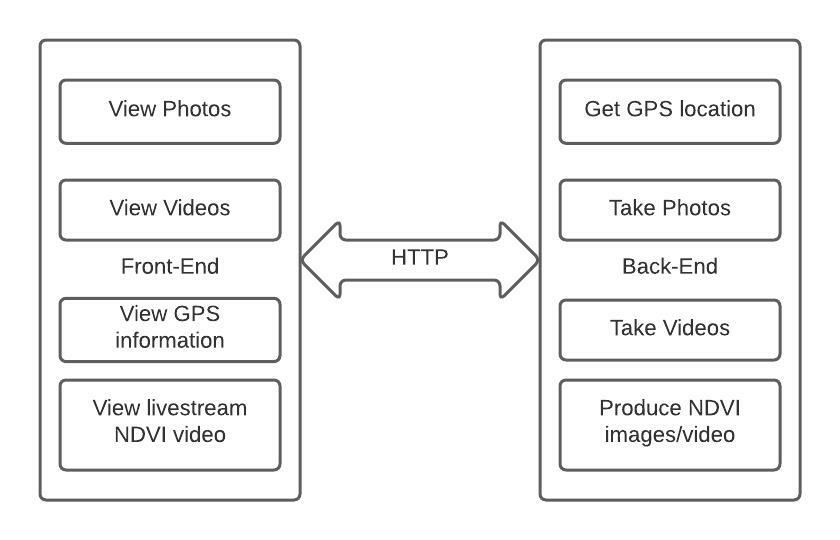 View Photos
View Videos
Front-End
View GPS
information
View livestream
NDVI video
HTTP
Get GPS location
Take Photos
Back-End
Take Videos
Produce NDVI
images/video